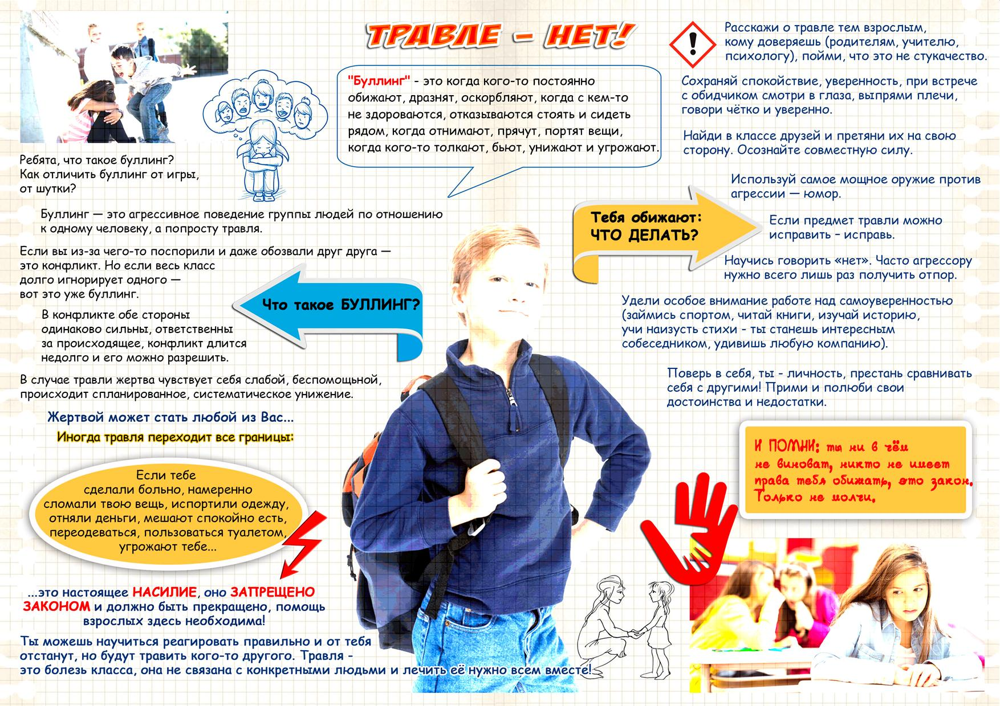 ТРАВЛЕ – НЕТ!
"Буллинг" - это когда кого-то постоянно
обижают, дразнят, оскорбляют, когда с кем-то
не здороваются, отказываются стоять и сидеть
рядом, когда отнимают, прячут, портят вещи,
когда кого-то толкают, бьют, унижают и угрожают.
Ребята, что такое буллинг?
Как отличить буллинг от игры,
от шутки?
Буллинг — это агрессивное поведение группы людей по отношению
к одному человеку, а попросту травля.
Если вы из-за чего-то поспорили и даже обозвали друг друга —
это конфликт. Но если весь класс
долго игнорирует одного —
вот это уже буллинг.
Что такое БУЛЛИНГ?
В конфликте обе стороны
одинаково сильны, ответственны
за происходящее, конфликт длится
недолго и его можно разрешить.
В случае травли жертва чувствует себя слабой, беспомощьной,
происходит спланированное, систематическое унижение.
Жертвой может стать любой из Вас...
Иногда травля переходит все границы:
Если тебе
сделали больно, намеренно
сломали твою вещь, испортили одежду,
отняли деньги, мешают спокойно есть,
переодеваться, пользоваться туалетом,
угрожают тебе...
...это настоящее НАСИЛИЕ, оно ЗАПРЕЩЕНО
ЗАКОНОМ и должно быть прекращено, помощь
взрослых здесь необходима!
Ты можешь научиться реагировать правильно и от тебя
отстанут, но будут травить кого-то другого. Травля -
это болезь класса, она не связана с конкретными людьми и лечить её нужно всем вместе!
Расскажи о травле тем взрослым,
кому доверяешь (родителям, учителю,
психологу), пойми, что это не стукачество.
Сохраняй спокойствие, уверенность, при встрече
с обидчиком смотри в глаза, выпрями плечи,
говори чётко и уверенно.
Найди в классе друзей и претяни их на свою
сторону. Осознайте совместную силу.
Используй самое мощное оружие против
агрессии — юмор.
Тебя обижают:
ЧТО ДЕЛАТЬ?
Если предмет травли можно
исправить – исправь.
Научись говорить «нет». Часто агрессору
нужно всего лишь раз получить отпор.
Удели особое внимание работе над самоуверенностью
(займись спортом, читай книги, изучай историю,
учи наизусть стихи - ты станешь интересным
собеседником, удивишь любую компанию).
Поверь в себя, ты - личность, престань сравнивать
себя с другими! Прими и полюби свои
достоинства и недостатки.
И ПОМНИ: ты ни в чём
не виноват, никто не имеет
права тебя обижать, это закон.
Только не молчи.